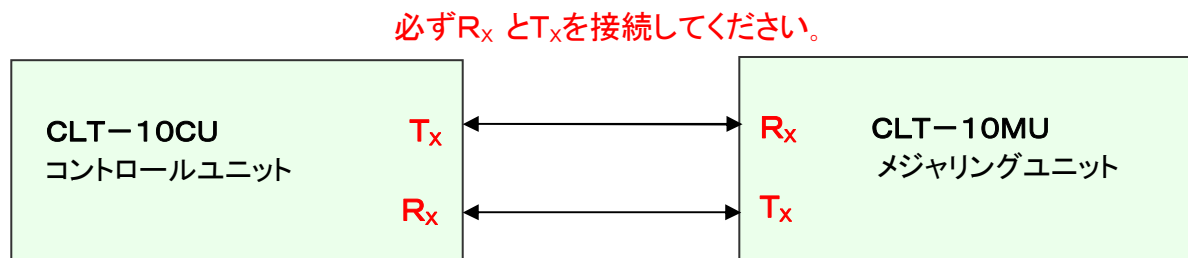 必ずRx とTxを接続してください。
CLT－10CU
コントロールユニット
Tx
Rx
Rx
Tx
CLT－10MU
メジャリングユニット